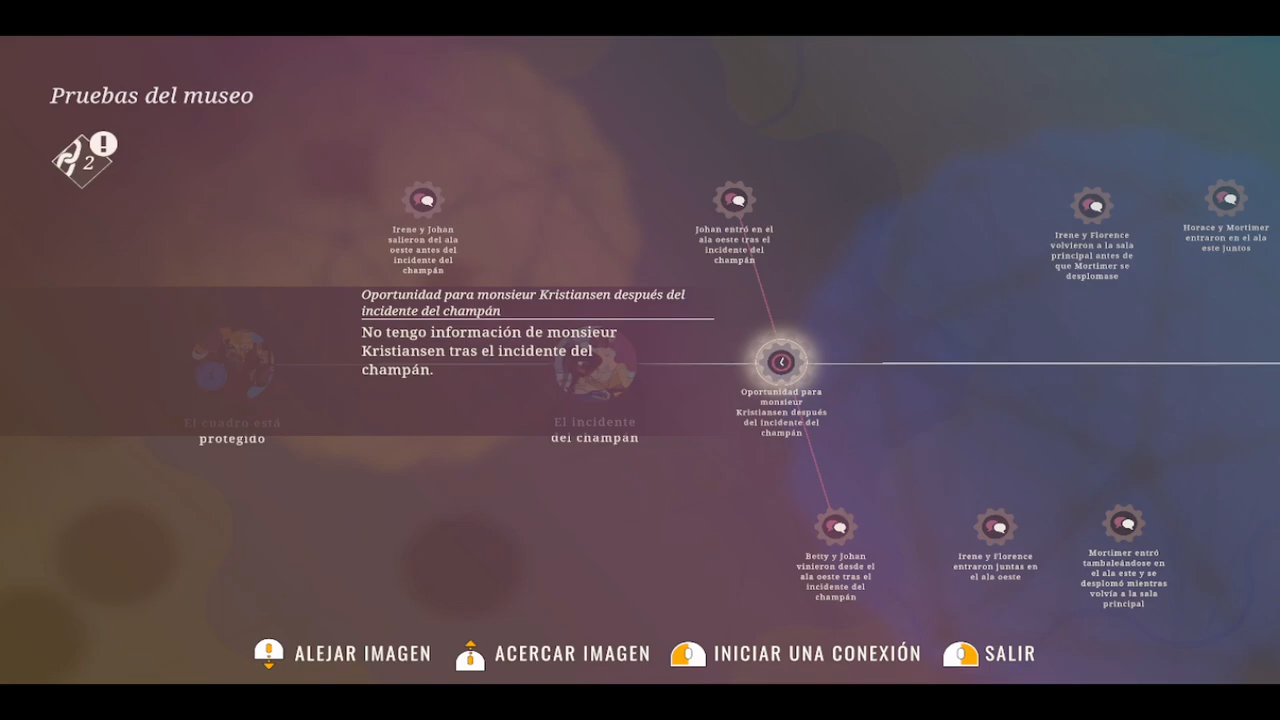 Pruebas del museo
2
Irene y Johan
salieron del ala
oeste antes del
incidente del
champán
Johan entró en el
ala oeste tras el
incidente del
champán
Irene y Florence
volvieron a la sala
principal antes de
que Mortimer se
desplomase
Horace y Mortimer
entraron en el ala
este juntos
Oportunidad para monsieur Kristiansen después del
incidente del champán
No tengo información de monsieur
Kristiansen tras el incidente del
champán.
El cuadro está
protegido
El incidente
del champán
Oportunidad para
monsieur
Kristiansen después
del incidente del
champán
Betty y Johan
vinieron desde el
ala oeste tras el
incidente del
champán
Irene y Florence
entraron juntas en
el ala oeste
Mortimer entró
tambaleándose en
el ala este y se
desplomó mientras
volvía a la sala
principal
ALEJAR IMAGEN
ACERCAR IMAGEN
INICIAR UNA CONEXIÓN
SALIR